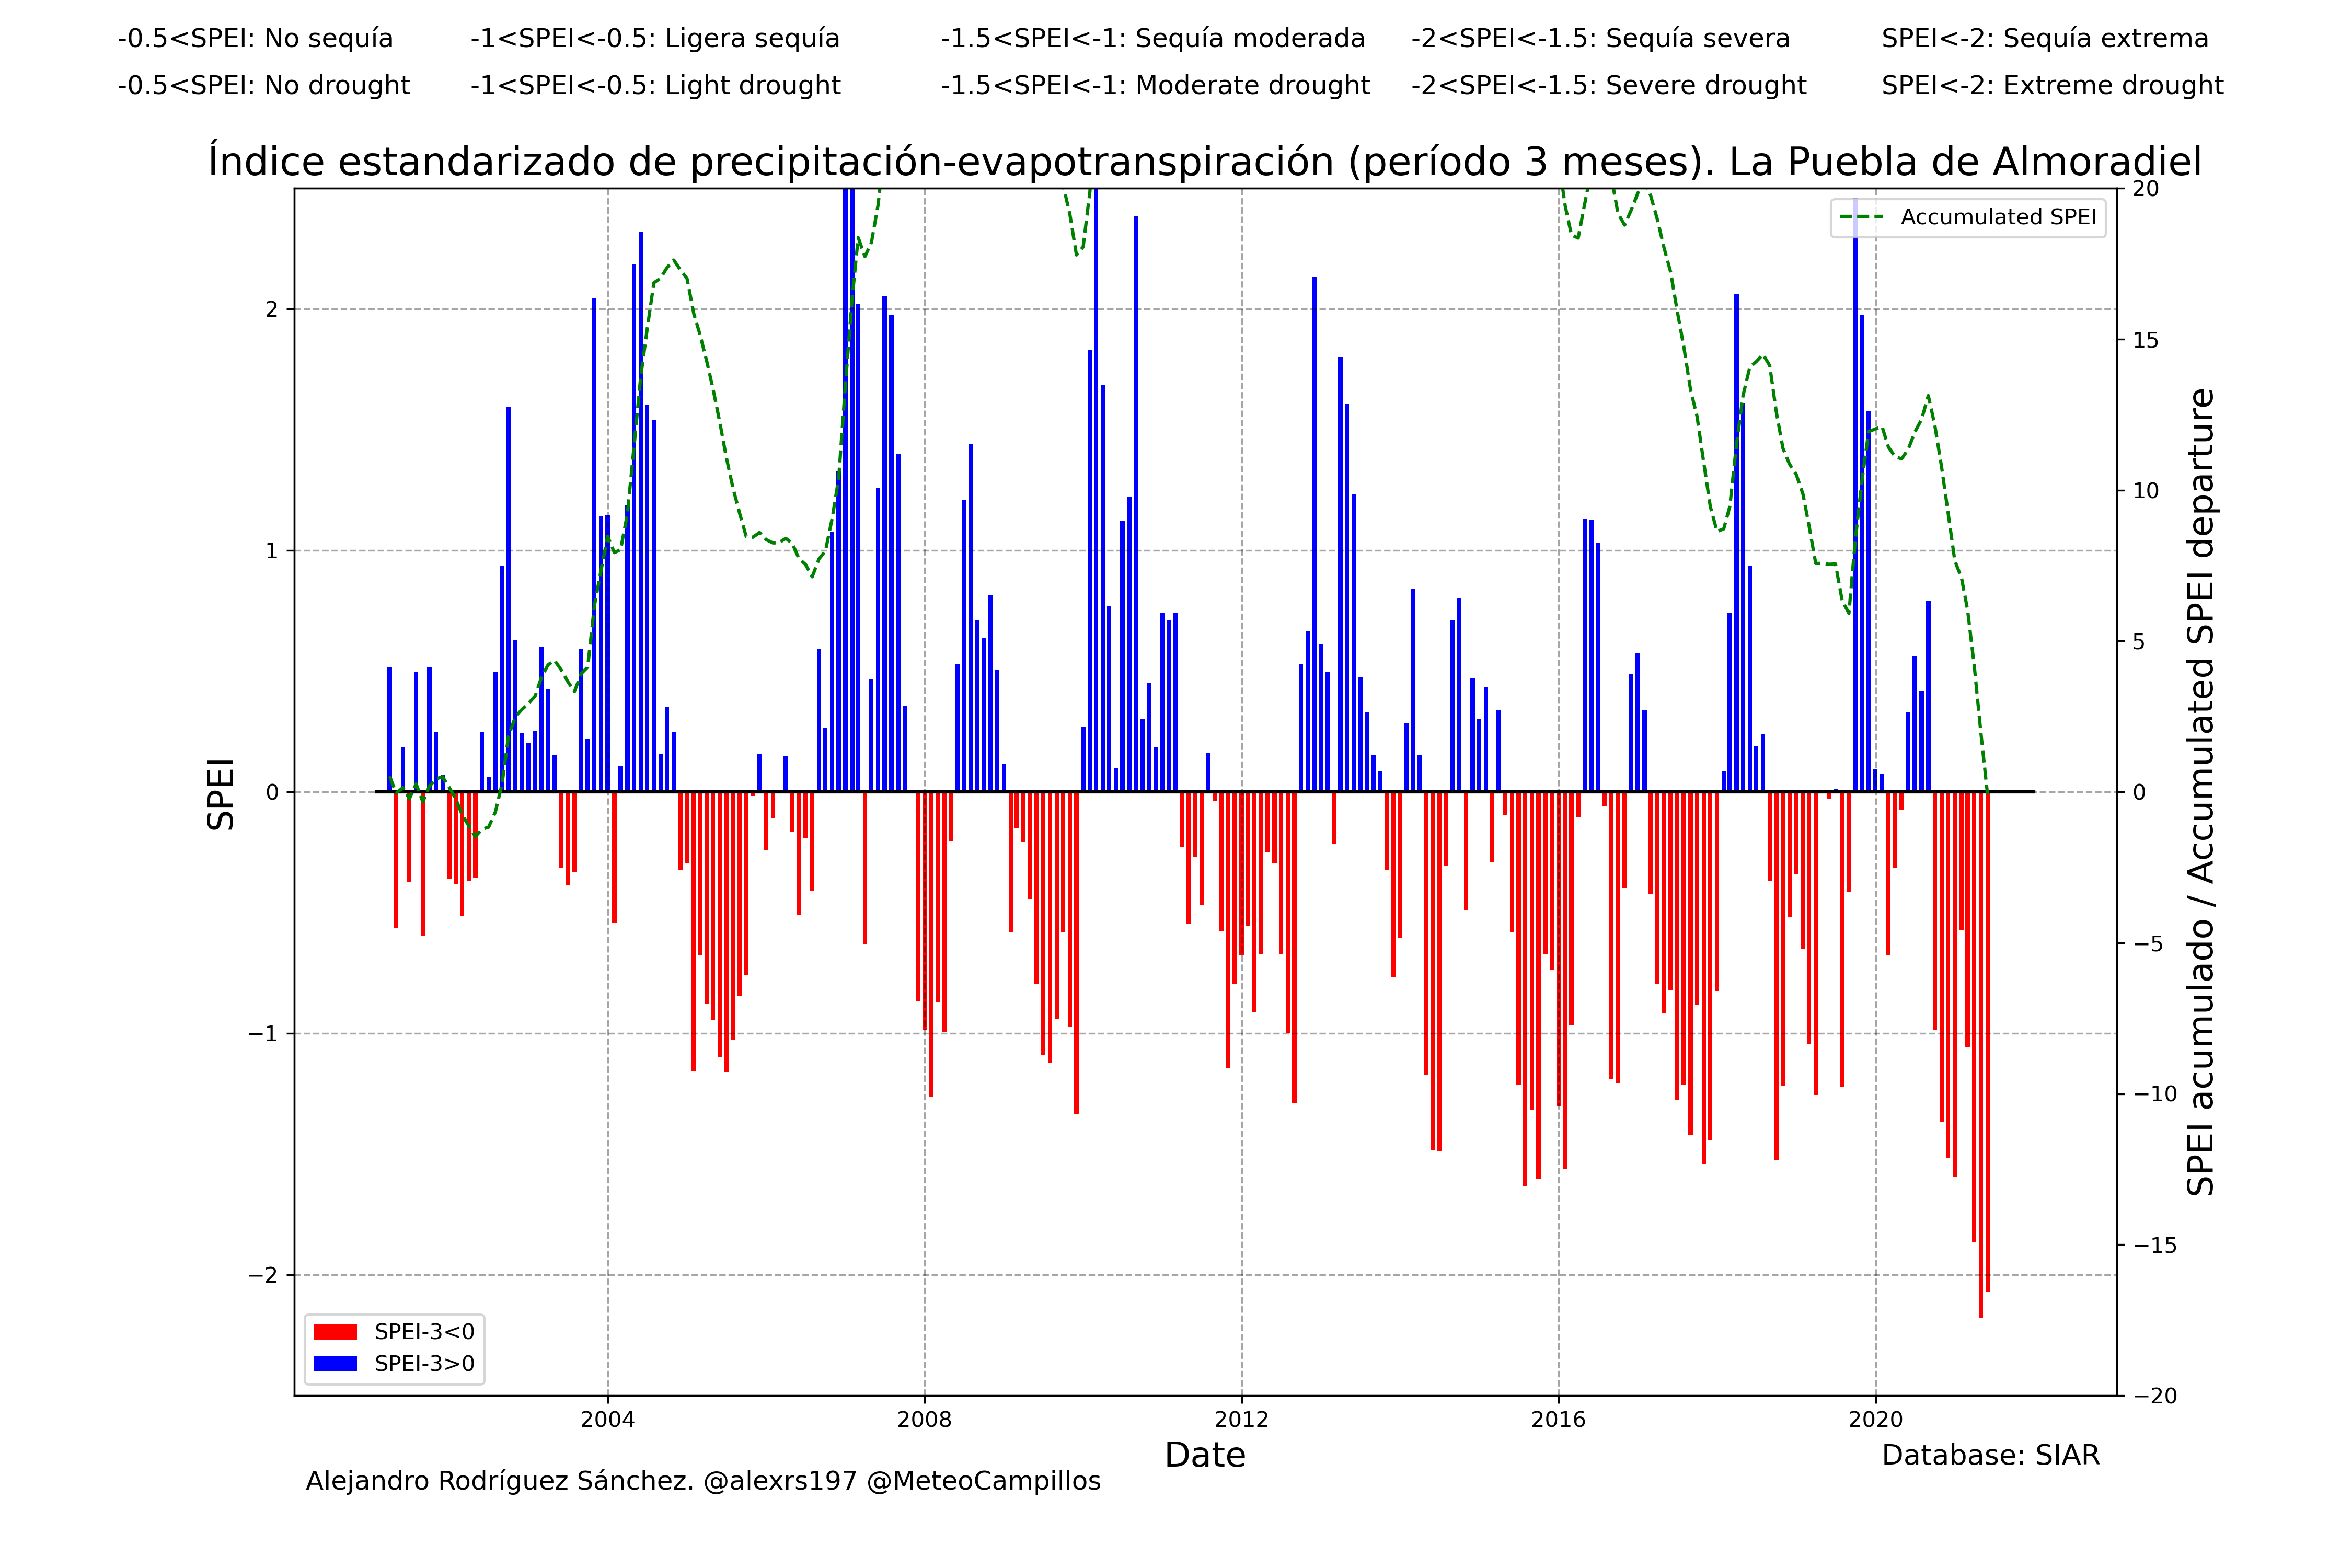 -0.5<SPEI: No sequía -1<SPEI<-0.5: Ligera sequía -1.5<SPEI<-1: Sequía moderada -2<SPEI<-1.5: Sequía severa SPEI<-2: Sequía extrema
-0.5<SPEI: No drought -1<SPEI<-0.5: Light drought -1.5<SPEI<-1: Moderate drought -2<SPEI<-1.5: Severe drought SPEI<-2: Extreme drought
Índice estandarizado de precipitación-evapotranspiración (período 3 meses). La Puebla de Almoradiel
Accumulated SPEI
SPEI
2
1
0
−1
−2
20
15
10
5
0
−5
−10
−15
−20
SPEI acumulado / Accumulated SPEI departure
SPEI-3<0
SPEI-3>0
2004 2008 2012 2016 2020
Date
Database: SIAR
Alejandro Rodríguez Sánchez. @alexrs197 @MeteoCampillos